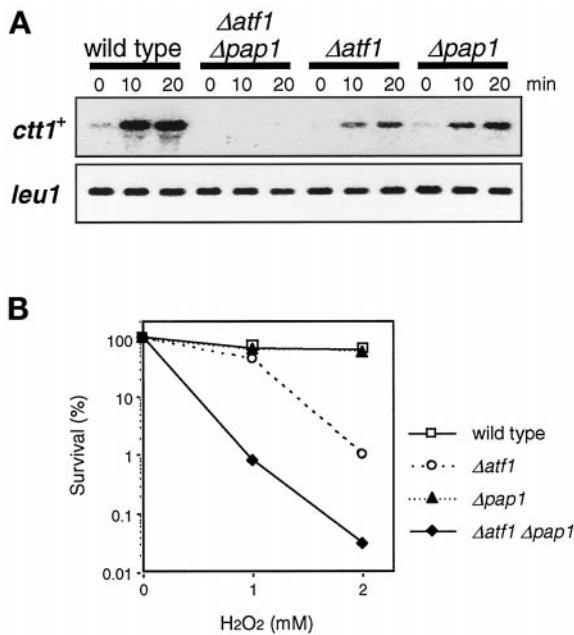 A
Δatf1
wild type Δpap1 Δatf1 Δpap1
0 10 20 0 10 20 0 10 20 0 10 20 min
ctt1+
leu1
B
100
10
1
0.1
0.01
Survival (%)
0 1 2
H2O2 (mM)
wild type
Δatf1
Δpap1
Δatf1 Δpap1